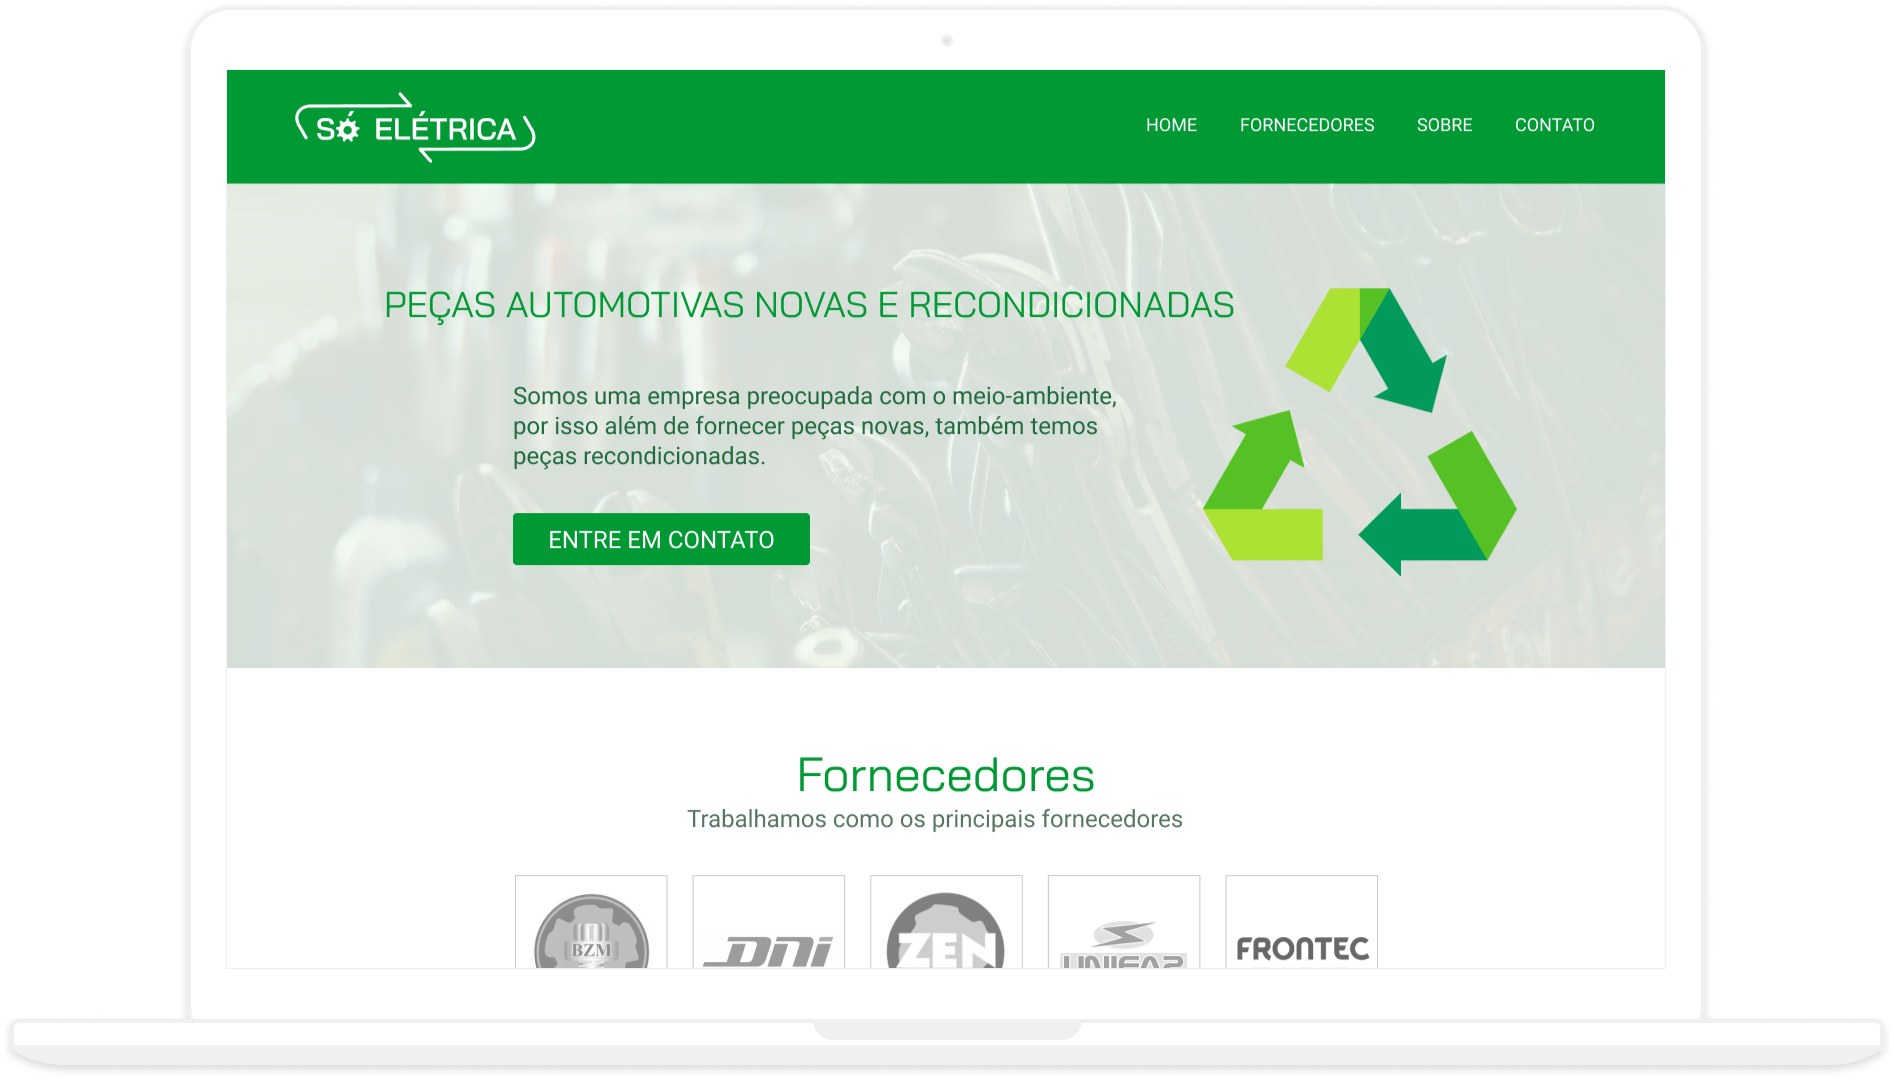 SÓ ELÉTRICA
HOME FORNECEDORES SOBRE CONTATO
PEÇAS AUTOMOTIVAS NOVAS E RECONDICIONADAS
Somos uma empresa preocupada com o meio-ambiente,
por isso além de fornecer peças novas, também temos
peças recondicionadas.
ENTRE EM CONTATO
Fornecedores
Trabalhamos como os principais fornecedores
BZM
DNI
ZEN
FRONTEC